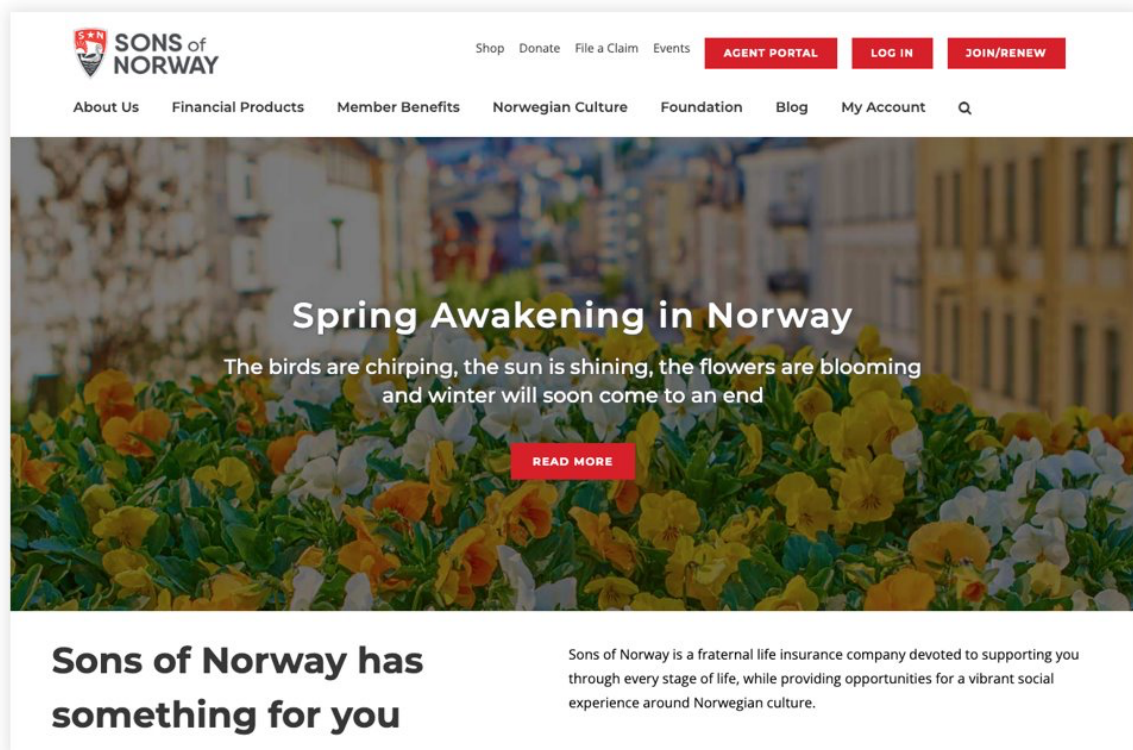 S★N
SONS of
NORWAY
Shop Donate File a Claim Events AGENT PORTAL LOG IN JOIN/RENEW
About Us Financial Products Member Benefits Norwegian Culture Foundation Blog My Account
Spring Awakening in Norway
The birds are chirping, the sun is shining, the flowers are blooming
and winter will soon come to an end
READ MORE
Sons of Norway has
something for you
Sons of Norway is a fraternal life insurance company devoted to supporting you
through every stage of life, while providing opportunities for a vibrant social
experience around Norwegian culture.